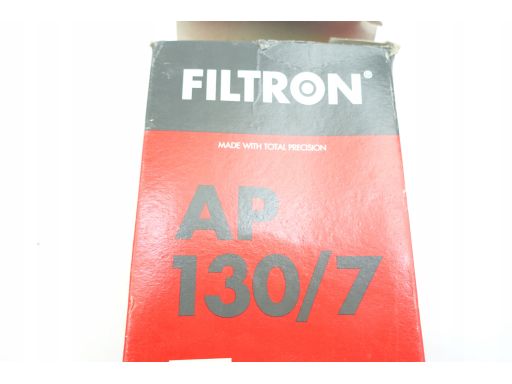 FILTRON®
MADE WITH TOTAL PRECISION
AP
130/7